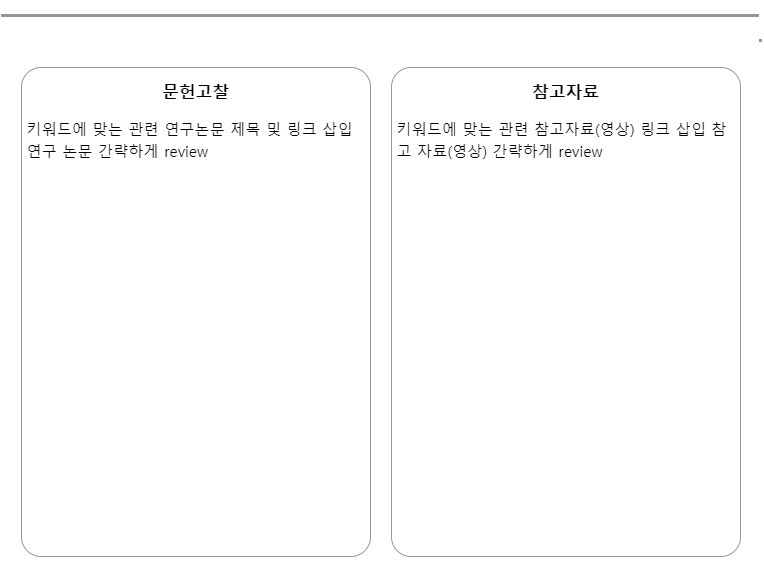 문헌고찰
키워드에 맞는 관련 연구논문 제목 및 링크 삽입
연구 논문 간략하게 review
참고자료
키워드에 맞는 관련 참고자료(영상) 링크 삽입 참
고 자료(영상) 간략하게 review